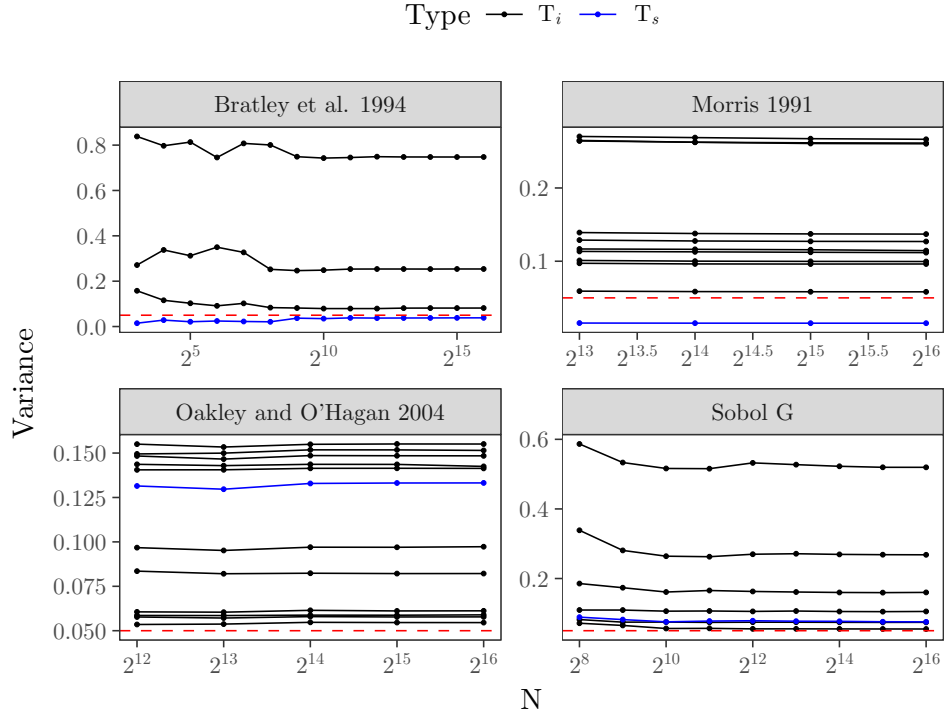 Type T_i T_s
Bratley et al. 1994 Morris 1991
0.8
0.6
0.4
0.2
0.0
2^5 2^10 2^15
0.2
0.1
2^13 2^13.5 2^14 2^14.5 2^15 2^15.5 2^16
Variance
Oakley and O'Hagan 2004 Sobol G
0.150
0.125
0.100
0.075
0.050
2^12 2^13 2^14 2^15 2^16
0.6
0.4
0.2
2^8 2^10 2^12 2^14 2^16
N